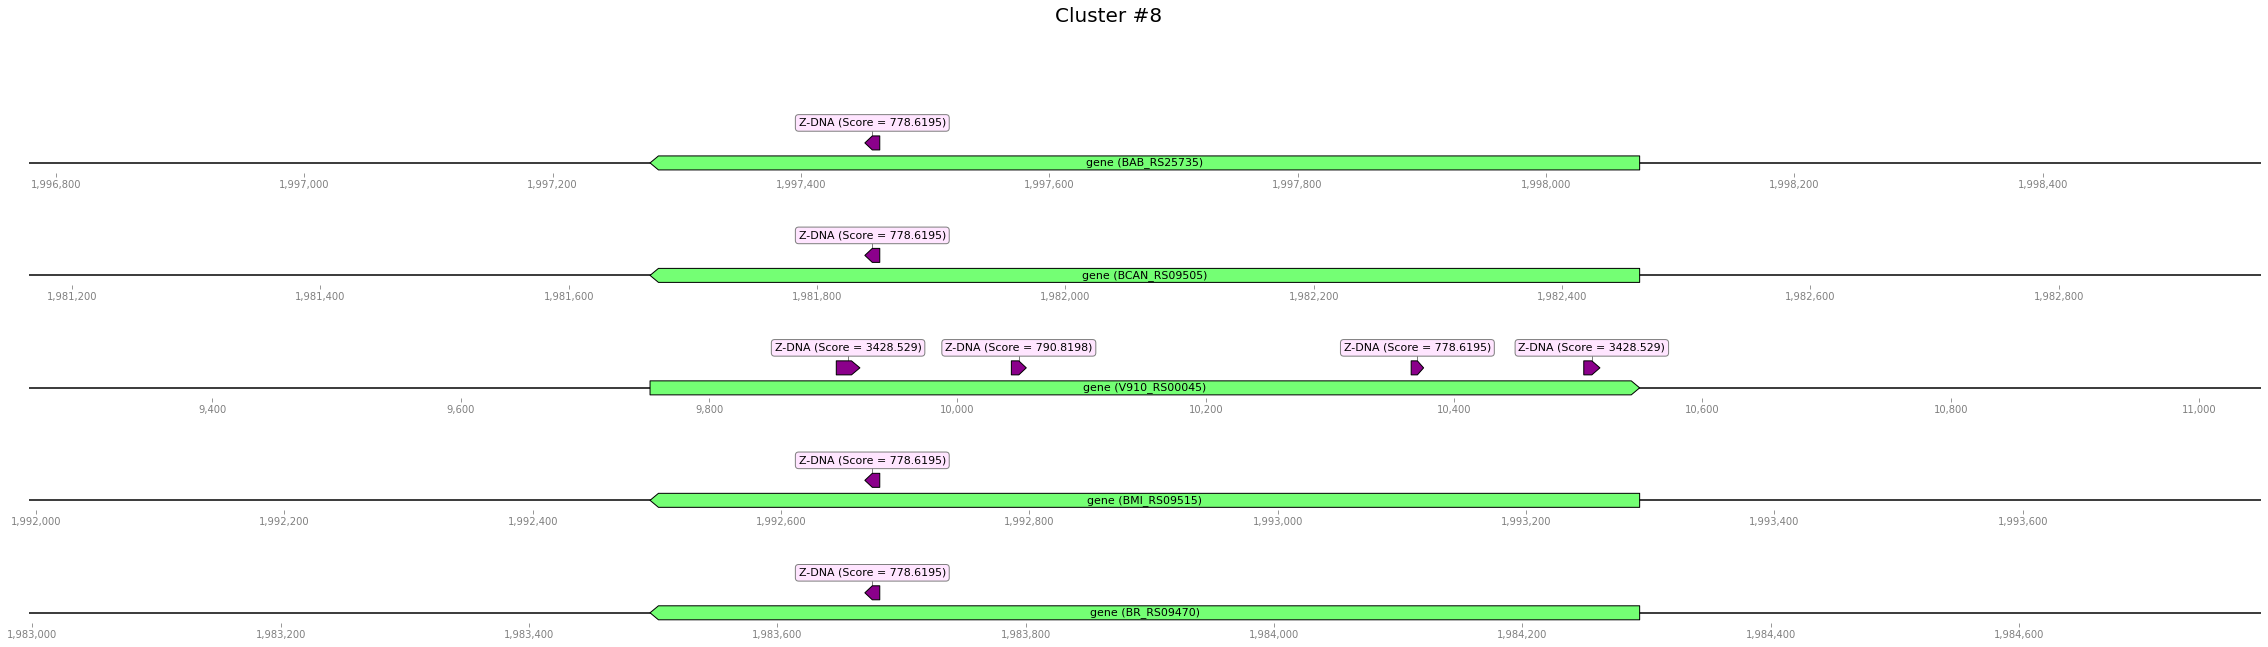 Cluster #8
Z-DNA (Score = 778.6195)
gene (BAB_RS25735)
1,996,800 1,997,000 1,997,200 1,997,400 1,997,600 1,997,800 1,998,000 1,998,200 1,998,400
Z-DNA (Score = 778.6195)
gene (BCAN_RS09505)
1,981,200 1,981,400 1,981,600 1,981,800 1,982,000 1,982,200 1,982,400 1,982,600 1,982,800
Z-DNA (Score = 3428.529) Z-DNA (Score = 790.8198) Z-DNA (Score = 778.6195) Z-DNA (Score = 3428.529)
gene (V910_RS00045)
9,400 9,600 9,800 10,000 10,200 10,400 10,600 10,800 11,000
Z-DNA (Score = 778.6195)
gene (BMI_RS09515)
1,992,000 1,992,200 1,992,400 1,992,600 1,992,800 1,993,000 1,993,200 1,993,400 1,993,600
Z-DNA (Score = 778.6195)
gene (BR_RS09470)
1,983,000 1,983,200 1,983,400 1,983,600 1,983,800 1,984,000 1,984,200 1,984,400 1,984,600